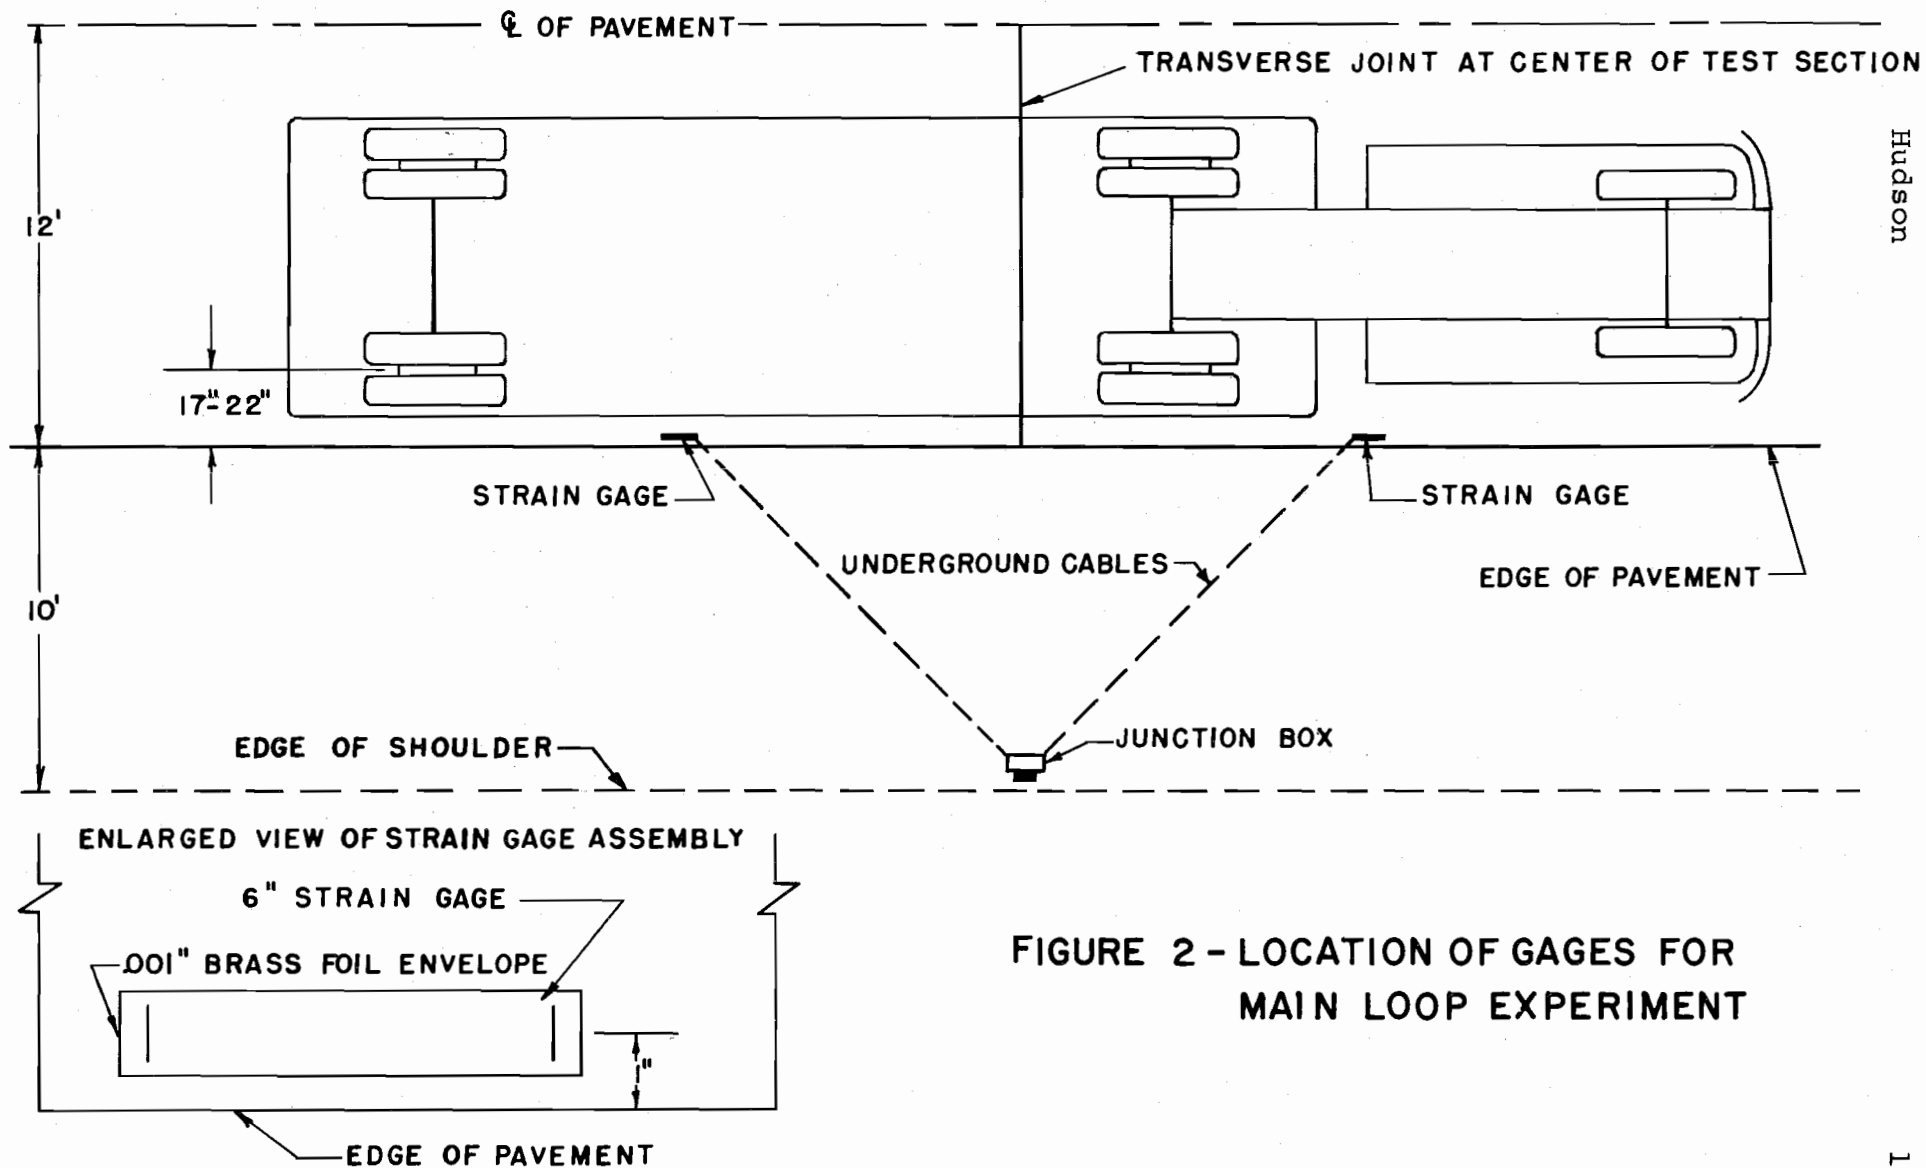 ℄ OF PAVEMENT
TRANSVERSE JOINT AT CENTER OF TEST SECTION
Hudson
12'
17"-22"
STRAIN GAGE
STRAIN GAGE
UNDERGROUND CABLES
EDGE OF PAVEMENT
10'
EDGE OF SHOULDER
JUNCTION BOX
ENLARGED VIEW OF STRAIN GAGE ASSEMBLY
6" STRAIN GAGE
.001" BRASS FOIL ENVELOPE
1"
EDGE OF PAVEMENT
FIGURE 2 - LOCATION OF GAGES FOR
MAIN LOOP EXPERIMENT
1